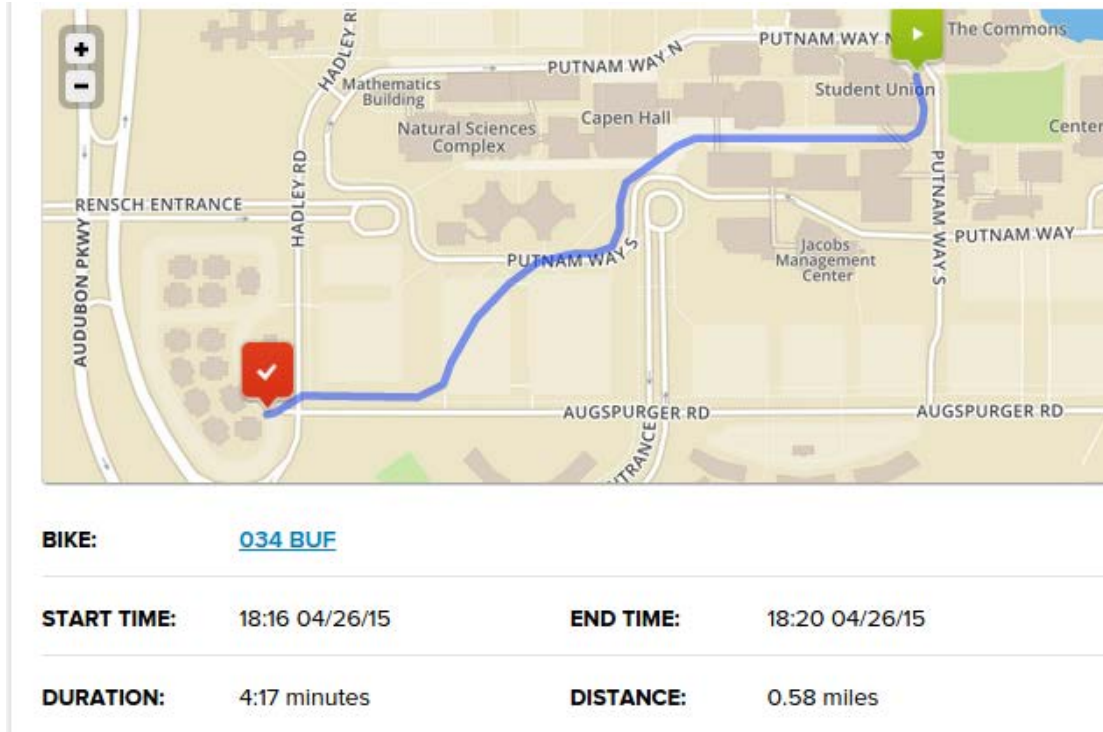 +
-
HADLEY RD
PUTNAM WAY N
PUTNAM WAY N
The Commons
Mathematics
Building
Student Union
Capen Hall
Natural Sciences
Complex
Center
HADLEY RD
PUTNAM WAY S
RENSCH ENTRANCE
AUDUBON PKWY
PUTNAM WAY S
PUTNAM WAY
Jacobs
Management
Center
AUGSPURGER RD
AUGSPURGER RD
BIKE: 034 BUF
START TIME: 18:16 04/26/15 END TIME: 18:20 04/26/15
DURATION: 4:17 minutes DISTANCE: 0.58 miles